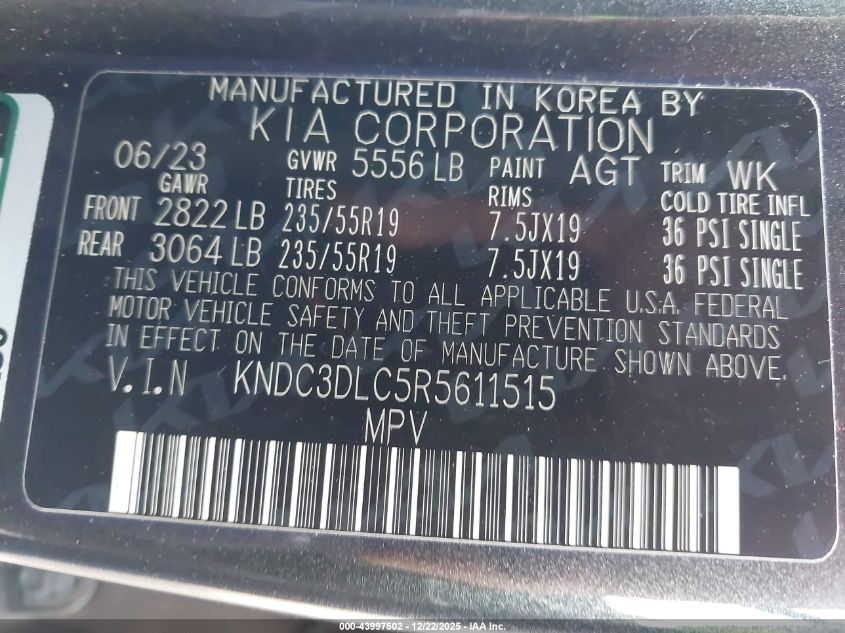 MANUFACTURED IN KOREA BY
KIA CORPORATION
06/23 GVWR 5556 LB PAINT AGT TRIM WK
GAWR TIRES RIMS COLD TIRE INFL
FRONT 2822 LB 235/55R19 7.5JX19 36 PSI SINGLE
REAR 3064 LB 235/55R19 7.5JX19 36 PSI SINGLE
THIS VEHICLE CONFORMS TO ALL APPLICABLE U.S.A. FEDERAL
MOTOR VEHICLE SAFETY AND THEFT PREVENTION STANDARDS
IN EFFECT ON THE DATE OF MANUFACTURE SHOWN ABOVE.
V.I.N KNDC3DLC5R5611515
MPV
000-43997502 - 12/22/2025 - IAA Inc.